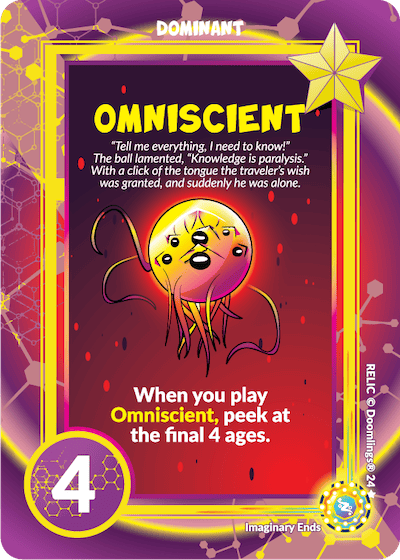 DOMINANT
OMNISCIENT
“Tell me everything, I need to know!”
The ball lamented, “Knowledge is paralysis.”
With a click of the tongue the traveler’s wish
was granted, and suddenly he was alone.
When you play
Omniscient, peek at
the final 4 ages.
4
RELIC © Doomlings® 24
Imaginary Ends